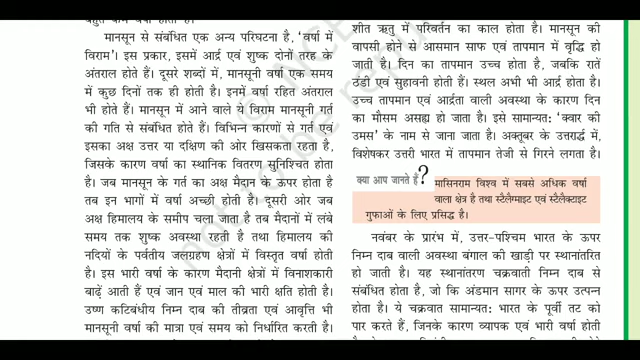 बहुत कम वर्षा होती है।
मानसून से संबंधित एक अन्य परिघटना है, 'वर्षा में
विराम'। इस प्रकार, इसमें आर्द्र एवं शुष्क दोनों तरह के
अंतराल होते हैं। दूसरे शब्दों में, मानसूनी वर्षा एक समय
में कुछ दिनों तक ही होती है। इनमें वर्षा रहित अंतराल
भी होते हैं। मानसून में आने वाले ये विराम मानसूनी गर्त
की गति से संबंधित होते हैं। विभिन्न कारणों से गर्त एवं
इसका अक्ष उत्तर या दक्षिण की ओर खिसकता रहता है,
जिसके कारण वर्षा का स्थानिक वितरण सुनिश्चित होता
है। जब मानसून के गर्त का अक्ष मैदान के ऊपर होता है
तब इन भागों में वर्षा अच्छी होती है। दूसरी ओर जब
अक्ष हिमालय के समीप चला जाता है तब मैदानों में लंबे
समय तक शुष्क अवस्था रहती है तथा हिमालय की
नदियों के पर्वतीय जलग्रहण क्षेत्रों में विस्तृत वर्षा होती
है। इस भारी वर्षा के कारण मैदानी क्षेत्रों में विनाशकारी
बाढ़ें आती हैं एवं जान एवं माल की भारी क्षति होती है।
उष्ण कटिबंधीय निम्न दाब की तीव्रता एवं आवृत्ति भी
मानसूनी वर्षा की मात्रा एवं समय को निर्धारित करती है।
शीत ऋतु में परिवर्तन का काल होता है। मानसून की
वापसी होने से आसमान साफ एवं तापमान में वृद्धि हो
जाती है। दिन का तापमान उच्च होता है, जबकि रातें
ठंडी एवं सुहावनी होती हैं। स्थल अभी भी आर्द्र होता है।
उच्च तापमान एवं आर्द्रता वाली अवस्था के कारण दिन
का मौसम असह्य हो जाता है। इसे सामान्यतः 'क्वार की
उमस' के नाम से जाना जाता है। अक्तूबर के उत्तरार्द्ध में,
विशेषकर उत्तरी भारत में तापमान तेजी से गिरने लगता है।
क्या आप जानते हैं?
मासिनराम विश्व में सबसे अधिक वर्षा
वाला क्षेत्र है तथा स्टैलैग्माइट एवं स्टैलैक्टाइट
गुफाओं के लिए प्रसिद्ध है।
नवंबर के प्रारंभ में, उत्तर-पश्चिम भारत के ऊपर
निम्न दाब वाली अवस्था बंगाल की खाड़ी पर स्थानांतरित
हो जाती है। यह स्थानांतरण चक्रवाती निम्न दाब से
संबंधित होता है, जो कि अंडमान सागर के ऊपर उत्पन्न
होता है। ये चक्रवात सामान्यतः भारत के पूर्वी तट को
पार करते हैं, जिनके कारण व्यापक एवं भारी वर्षा होती